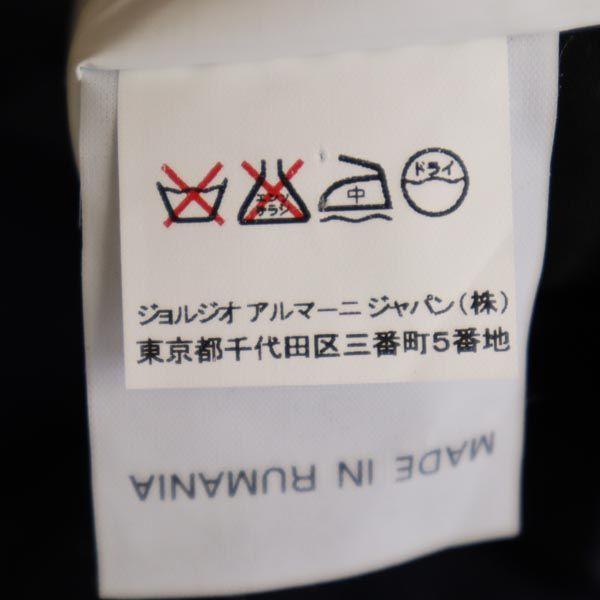 エンソ
サラシ
中
ドライ
ジョルジオ アルマーニ ジャパン(株)
東京都千代田区三番町5番地
MADE IN RUMANIA